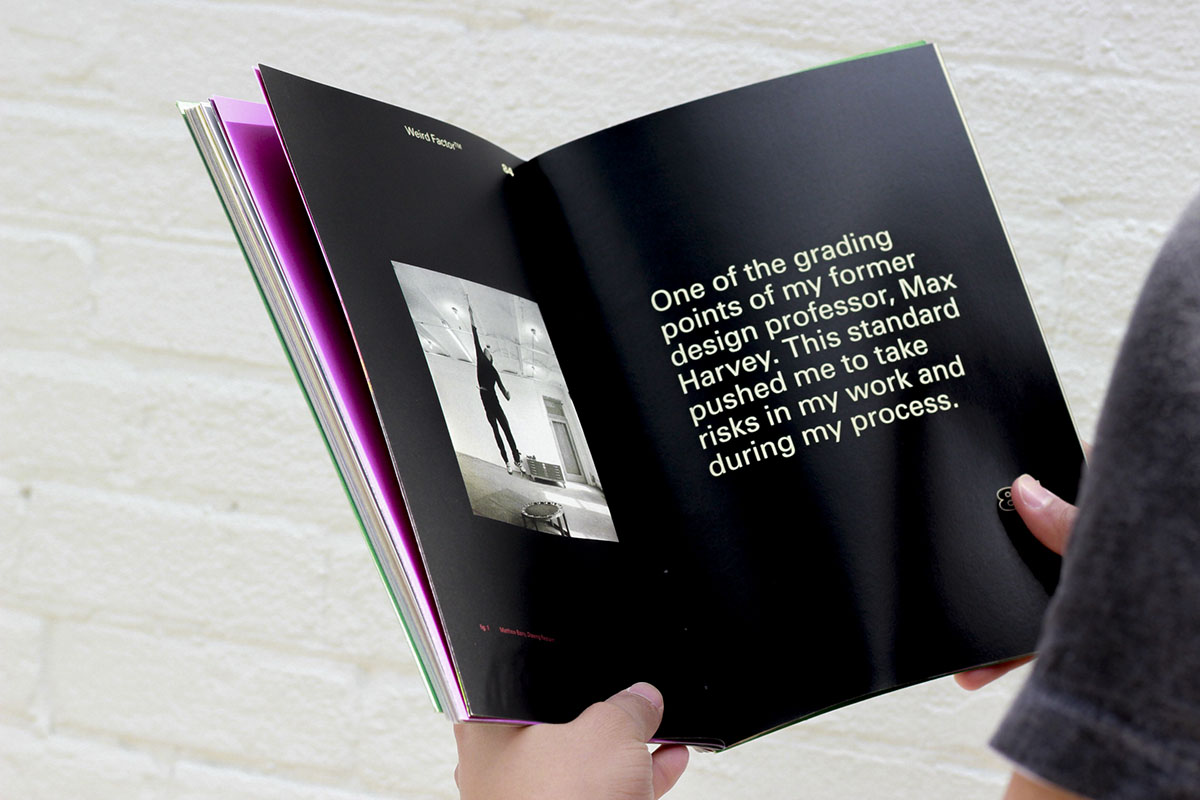 Weird Factor™
84
One of the grading
points of my former
design professor, Max
Harvey. This standard
pushed me to take
risks in my work and
during my process.